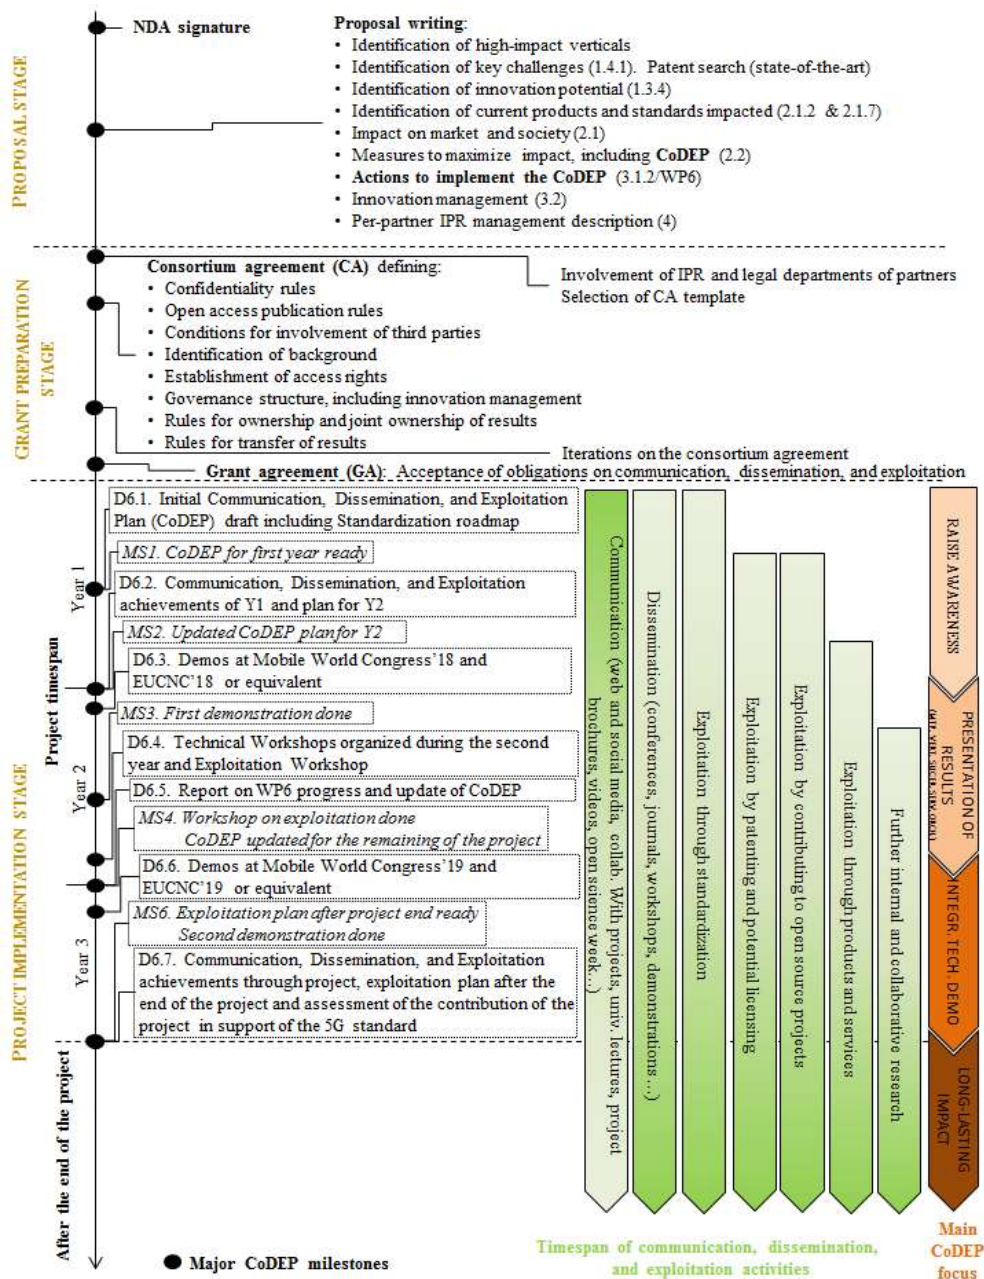 PROPOSAL STAGE
NDA signature
Proposal writing:
• Identification of high-impact verticals
• Identification of key challenges (1.4.1). Patent search (state-of-the-art)
• Identification of innovation potential (1.3.4)
• Identification of current products and standards impacted (2.1.2 & 2.1.7)
• Impact on market and society (2.1)
• Measures to maximize impact, including CoDEP (2.2)
• Actions to implement the CoDEP (3.1.2/WP6)
• Innovation management (3.2)
• Per-partner IPR management description (4)
GRANT PREPARATION
STAGE
Consortium agreement (CA) defining:
• Confidentiality rules
• Open access publication rules
• Conditions for involvement of third parties
• Identification of background
• Establishment of access rights
• Governance structure, including innovation management
• Rules for ownership and joint ownership of results
• Rules for transfer of results
Involvement of IPR and legal departments of partners
Selection of CA template
Iterations on the consortium agreement
Grant agreement (GA): Acceptance of obligations on communication, dissemination, and exploitation
PROJECT IMPLEMENTATION STAGE
Project timespan
Year 1
Year 2
Year 3
After the end of the project
D6.1. Initial Communication, Dissemination, and Exploitation
Plan (CoDEP) draft including Standardization roadmap
MS1. CoDEP for first year ready
D6.2. Communication, Dissemination, and Exploitation
achievements of Y1 and plan for Y2
MS2. Updated CoDEP plan for Y2
D6.3. Demos at Mobile World Congress'18 and
EUCNC'18 or equivalent
MS3. First demonstration done
D6.4. Technical Workshops organized during the second
year and Exploitation Workshop
D6.5. Report on WP6 progress and update of CoDEP
MS4. Workshop on exploitation done
CoDEP updated for the remaining of the project
D6.6. Demos at Mobile World Congress'19 and
EUCNC'19 or equivalent
MS6. Exploitation plan after project end ready
Second demonstration done
D6.7. Communication, Dissemination, and Exploitation
achievements through project, exploitation plan after the
end of the project and assessment of the contribution of the
project in support of the 5G standard
Communication (web and social media, collab. With projects, univ. lectures, project
brochures, videos, open science week…)
Dissemination (conferences, journals, workshops, demonstrations …)
Exploitation through standardization
Exploitation by patenting and potential licensing
Exploitation by contributing to open source projects
Exploitation through products and services
Further internal and collaborative research
RAISE AWARENESS
PRESENTATION OF
RESULTS
INTEGR. TECH. DEMO
LONG-LASTING
IMPACT
Major CoDEP milestones
Timespan of communication, dissemination,
and exploitation activities
Main
CoDEP
focus